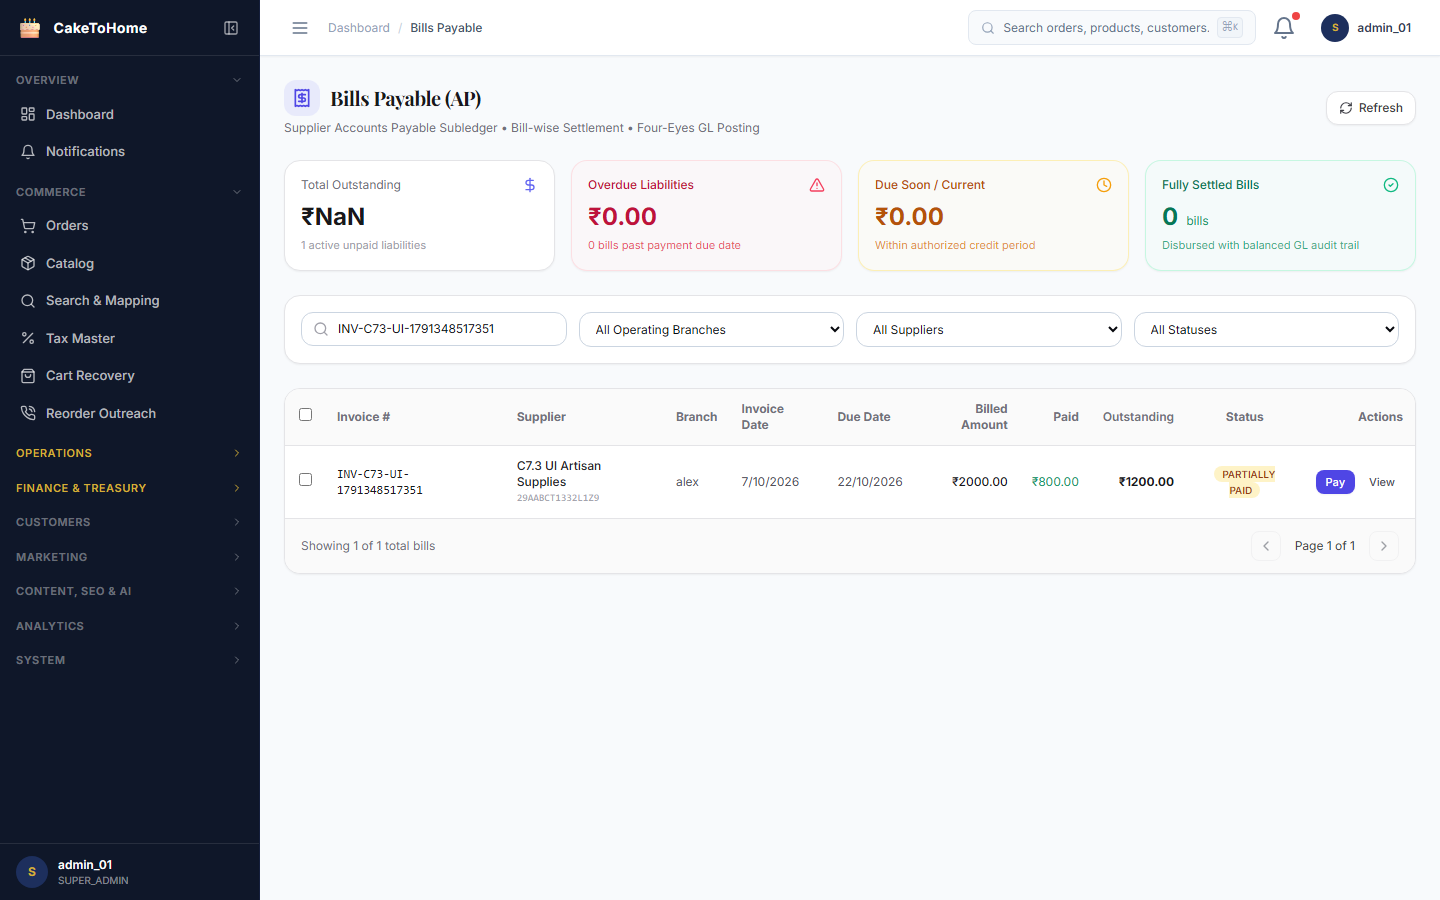 CakeToHome
OVERVIEW
Dashboard
Notifications
COMMERCE
Orders
Catalog
Search & Mapping
Tax Master
Cart Recovery
Reorder Outreach
OPERATIONS
FINANCE & TREASURY
CUSTOMERS
MARKETING
CONTENT, SEO & AI
ANALYTICS
SYSTEM
S
admin_01
SUPER_ADMIN
Dashboard / Bills Payable
Search orders, products, customers. ⌘K
S admin_01
Bills Payable (AP)
Supplier Accounts Payable Subledger • Bill-wise Settlement • Four-Eyes GL Posting
Refresh
Total Outstanding
₹NaN
1 active unpaid liabilities
Overdue Liabilities
₹0.00
0 bills past payment due date
Due Soon / Current
₹0.00
Within authorized credit period
Fully Settled Bills
0 bills
Disbursed with balanced GL audit trail
INV-C73-UI-1791348517351
All Operating Branches
All Suppliers
All Statuses
Invoice # Supplier Branch Invoice Date Due Date Billed Amount Paid Outstanding Status Actions
INV-C73-UI-
1791348517351
C7.3 UI Artisan
Supplies
29AABCT1332L1Z9
alex 7/10/2026 22/10/2026 ₹2000.00 ₹800.00 ₹1200.00
PARTIALLY
PAID
Pay View
Showing 1 of 1 total bills
Page 1 of 1